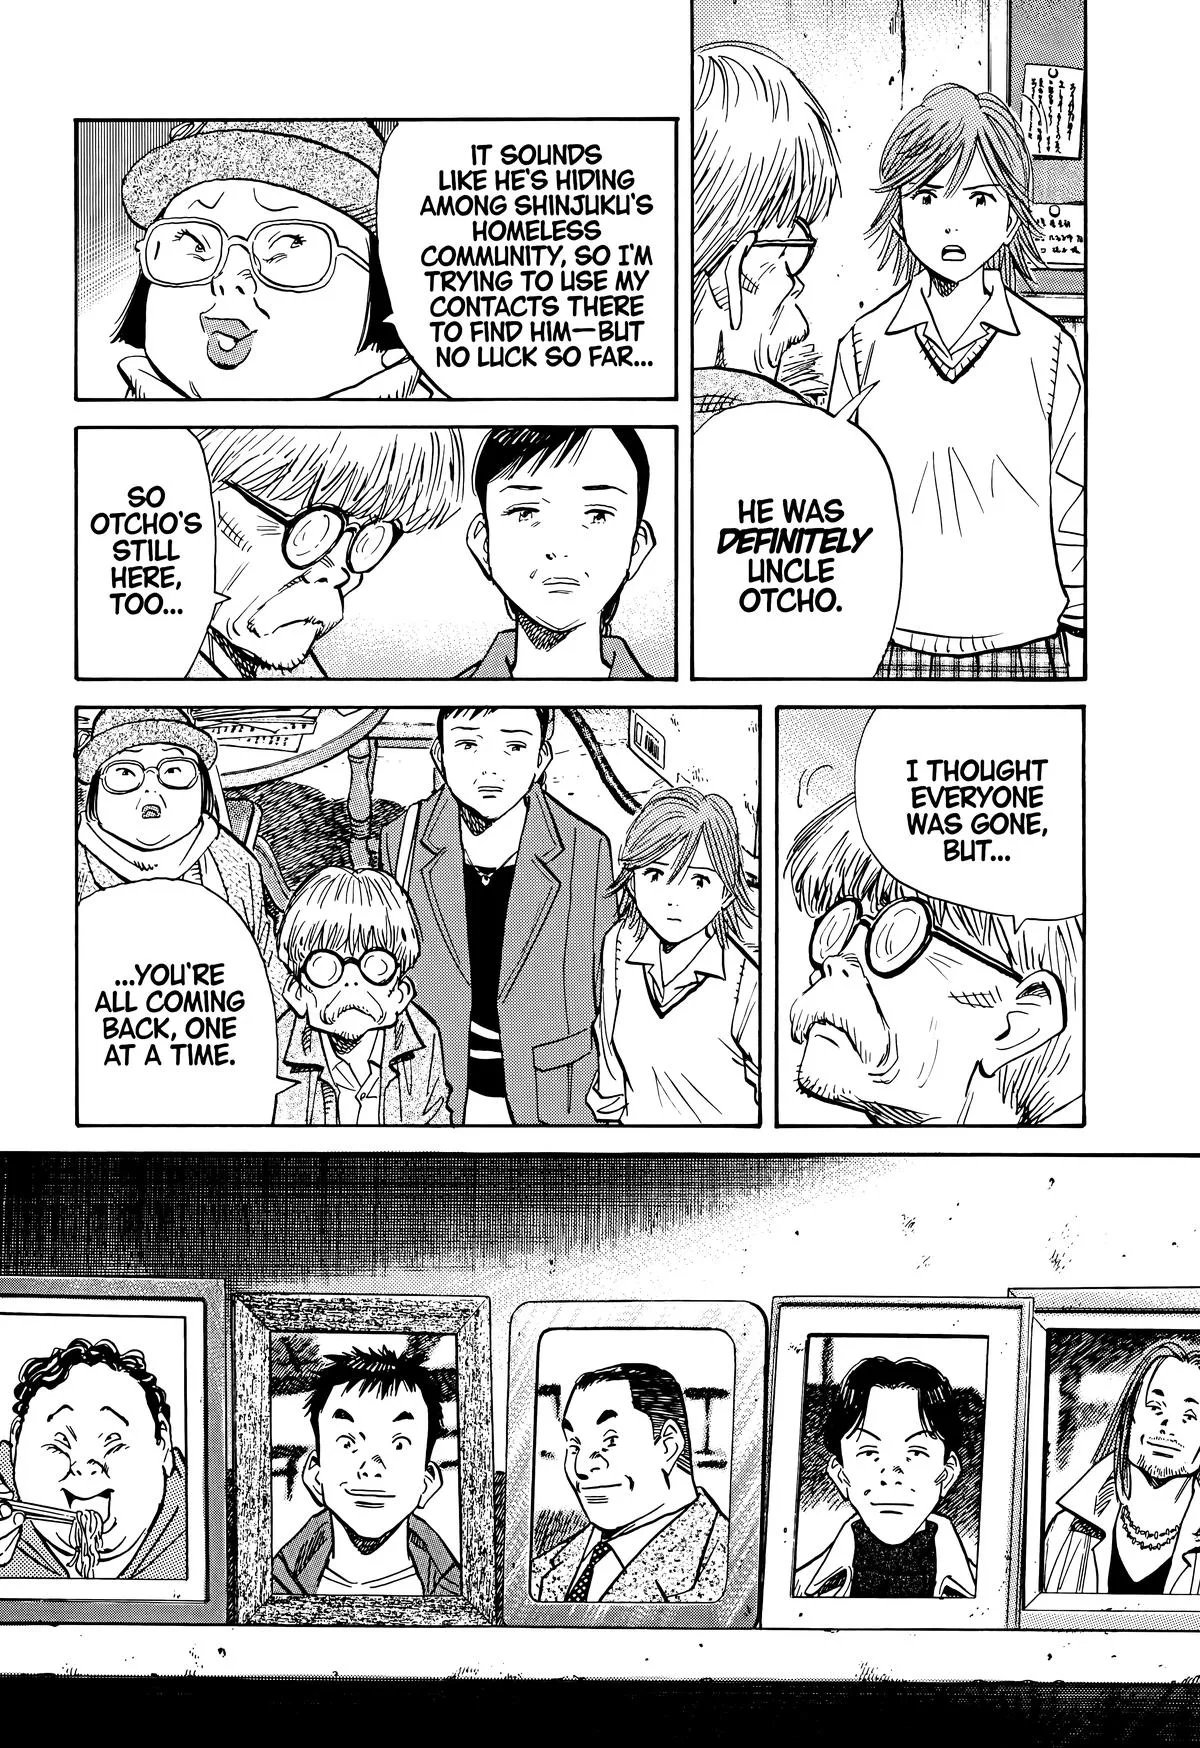 HE WAS
DEFINITELY
UNCLE
OTCHO.
IT SOUNDS
LIKE HE'S HIDING
AMONG SHINJUKU'S
HOMELESS
COMMUNITY, SO I'M
TRYING TO USE MY
CONTACTS THERE
TO FIND HIM—BUT
NO LUCK SO FAR...
SO
OTCHO'S
STILL
HERE,
TOO...
I THOUGHT
EVERYONE
WAS GONE,
BUT...
...YOU'RE
ALL COMING
BACK, ONE
AT A TIME.